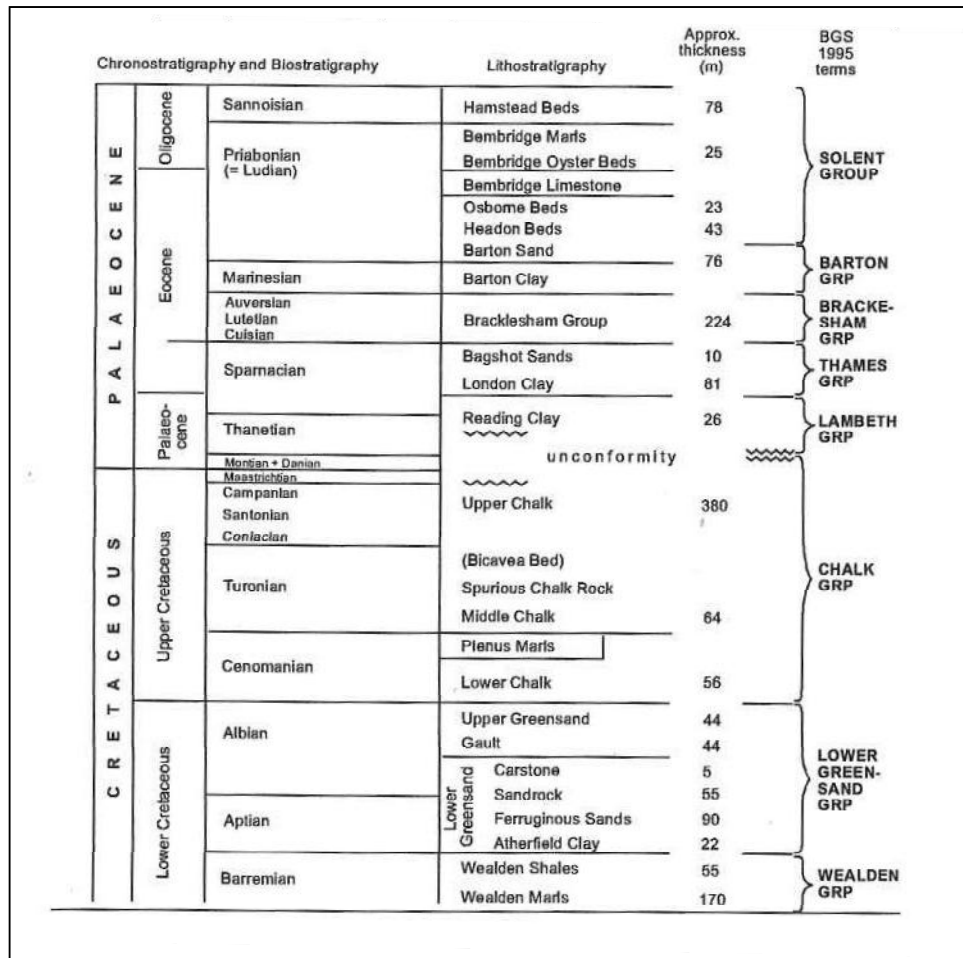 Chronostratigraphy and Biostratigraphy
Lithostratigraphy
Approx.
thickness
(m)
BGS
1995
terms
PALAEOCENE
Oligocene
Sannoisian
Hamstead Beds
78
Priabonian
(= Ludian)
Bembridge Marls
Bembridge Oyster Beds
25
SOLENT
GROUP
Bembridge Limestone
Eocene
Osborne Beds
23
Headon Beds
43
Barton Sand
76
Marinesian
Barton Clay
BARTON
GRP
Auversian
Lutetian
Cuisian
Bracklesham Group
224
BRACKE-
SHAM
GRP
Sparnacian
Bagshot Sands
10
London Clay
81
THAMES
GRP
Palaeo-
cene
Thanetian
Reading Clay
26
LAMBETH
GRP
Montian + Danian
unconformity
CRETACEOUS
Upper Cretaceous
Maastrichtian
Campanian
Santonian
Coniacian
Upper Chalk
380
Turonian
(Bicavea Bed)
Spurious Chalk Rock
Middle Chalk
64
CHALK
GRP
Cenomanian
Plenus Marls
Lower Chalk
56
Lower Cretaceous
Albian
Upper Greensand
44
Gault
44
Lower
Greensand
Carstone
5
Sandrock
55
LOWER
GREEN-
SAND
GRP
Aptian
Ferruginous Sands
90
Atherfield Clay
22
Barremian
Wealden Shales
55
Wealden Marls
170
WEALDEN
GRP